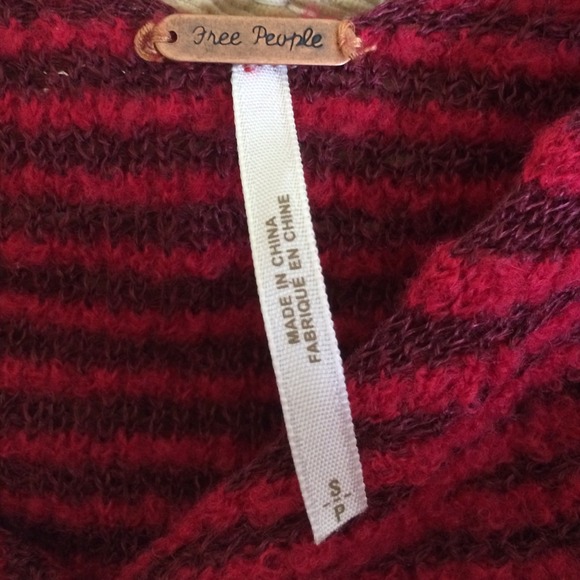 Free People
MADE IN CHINA
FABRIQUÉ EN CHINE
S
P